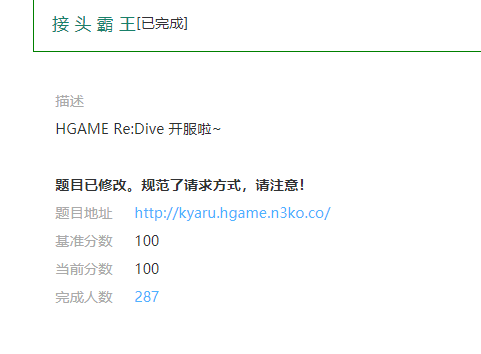 接 头 霸 王[已完成]
描述
HGAME Re:Dive 开服啦~
题目已修改。规范了请求方式，请注意！
题目地址 http://kyaru.hgame.n3ko.co/
基准分数 100
当前分数 100
完成人数 287